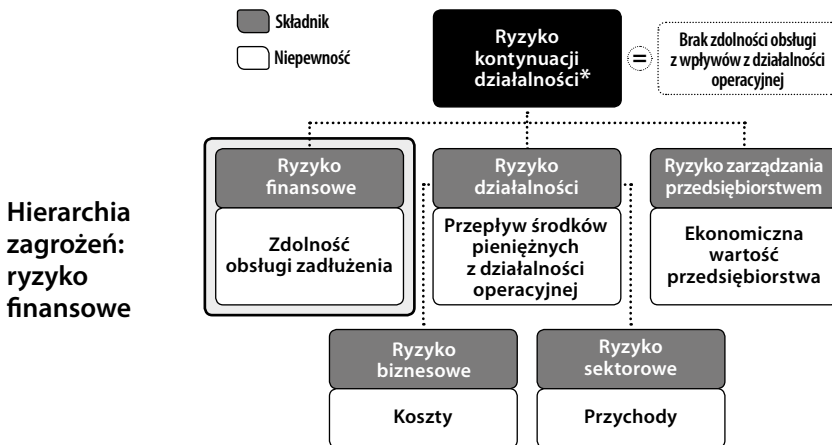 Składnik
Niepewność
Ryzyko
kontynuacji
działalności*
=
Brak zdolności obsługi
z wpływów z działalności
operacyjnej
Hierarchia
zagrożeń:
ryzyko
finansowe
Ryzyko
finansowe
Zdolność
obsługi zadłużenia
Ryzyko
działalności
Przepływ środków
pieniężnych
z działalności
operacyjnej
Ryzyko zarządzania
przedsiębiorstwem
Ekonomiczna
wartość
przedsiębiorstwa
Ryzyko
biznesowe
Koszty
Ryzyko
sektorowe
Przychody